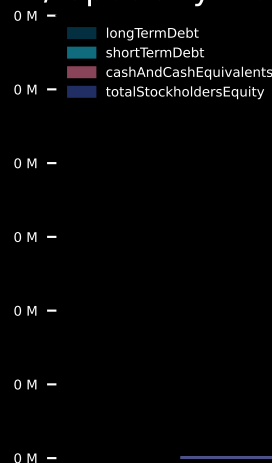 0 M
longTermDebt
shortTermDebt
0 M
cashAndCashEquivalents
totalStockholdersEquity
0 M
0 M
0 M
0 M
0 M